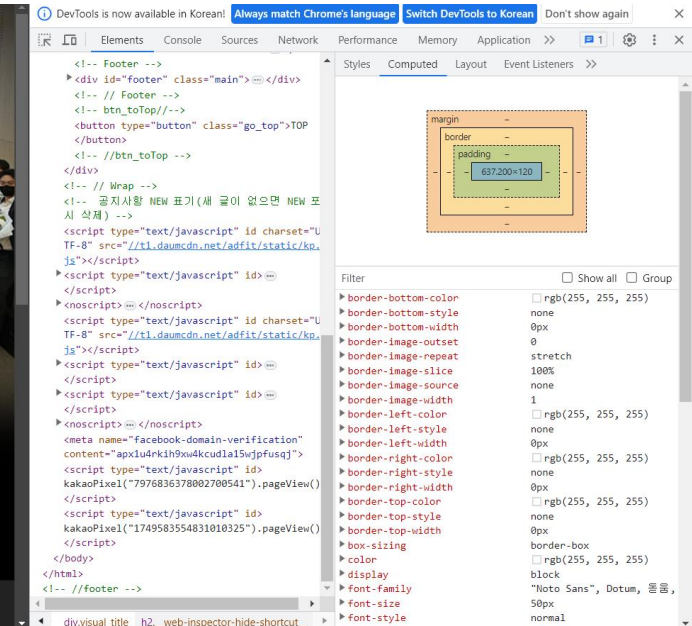 DevTools is now available in Korean! Always match Chrome's language Switch DevTools to Korean Don't show again
Elements Console Sources Network Performance Memory Application 1
<!-- Footer -->
<div id="footer" class="main"> </div>
<!-- // Footer -->
<!-- btn_toTop//-->
<button type="button" class="go_top">TOP
</button>
<!-- //btn_toTop -->
</div>
<!-- // Wrap -->
<!-- 공지사항 NEW 표기(새 글이 없으면 NEW 표
시 삭제) -->
<script type="text/javascript" id charset="U
TF-8" src="//t1.daumcdn.net/adfit/static/kp.
js"></script>
<script type="text/javascript" id>
</script>
<noscript> </noscript>
<script type="text/javascript" id charset="U
TF-8" src="//t1.daumcdn.net/adfit/static/kp.
js"></script>
<script type="text/javascript" id>
</script>
<script type="text/javascript" id>
</script>
<noscript> </noscript>
<meta name="facebook-domain-verification"
content="apx1u4rkih9xw4kcudla15wjpfusqj">
<script type="text/javascript" id>
kakaoPixel("7976836378002700541").pageView()
</script>
<script type="text/javascript" id>
kakaoPixel("1749583554831010325").pageView()
</script>
</body>
</html>
<!-- //footer -->
div.visual_title h2. web-inspector-hide-shortcut
Styles Computed Layout Event Listeners
margin -
border -
padding -
- - - 637.200×120 - - -
-
-
-
Filter Show all Group
border-bottom-color rgb(255, 255, 255)
border-bottom-style none
border-bottom-width 0px
border-image-outset 0
border-image-repeat stretch
border-image-slice 100%
border-image-source none
border-image-width 1
border-left-color rgb(255, 255, 255)
border-left-style none
border-left-width 0px
border-right-color rgb(255, 255, 255)
border-right-style none
border-right-width 0px
border-top-color rgb(255, 255, 255)
border-top-style none
border-top-width 0px
box-sizing border-box
color rgb(255, 255, 255)
display block
font-family "Noto Sans", Dotum, 돋움,
font-size 50px
font-style normal